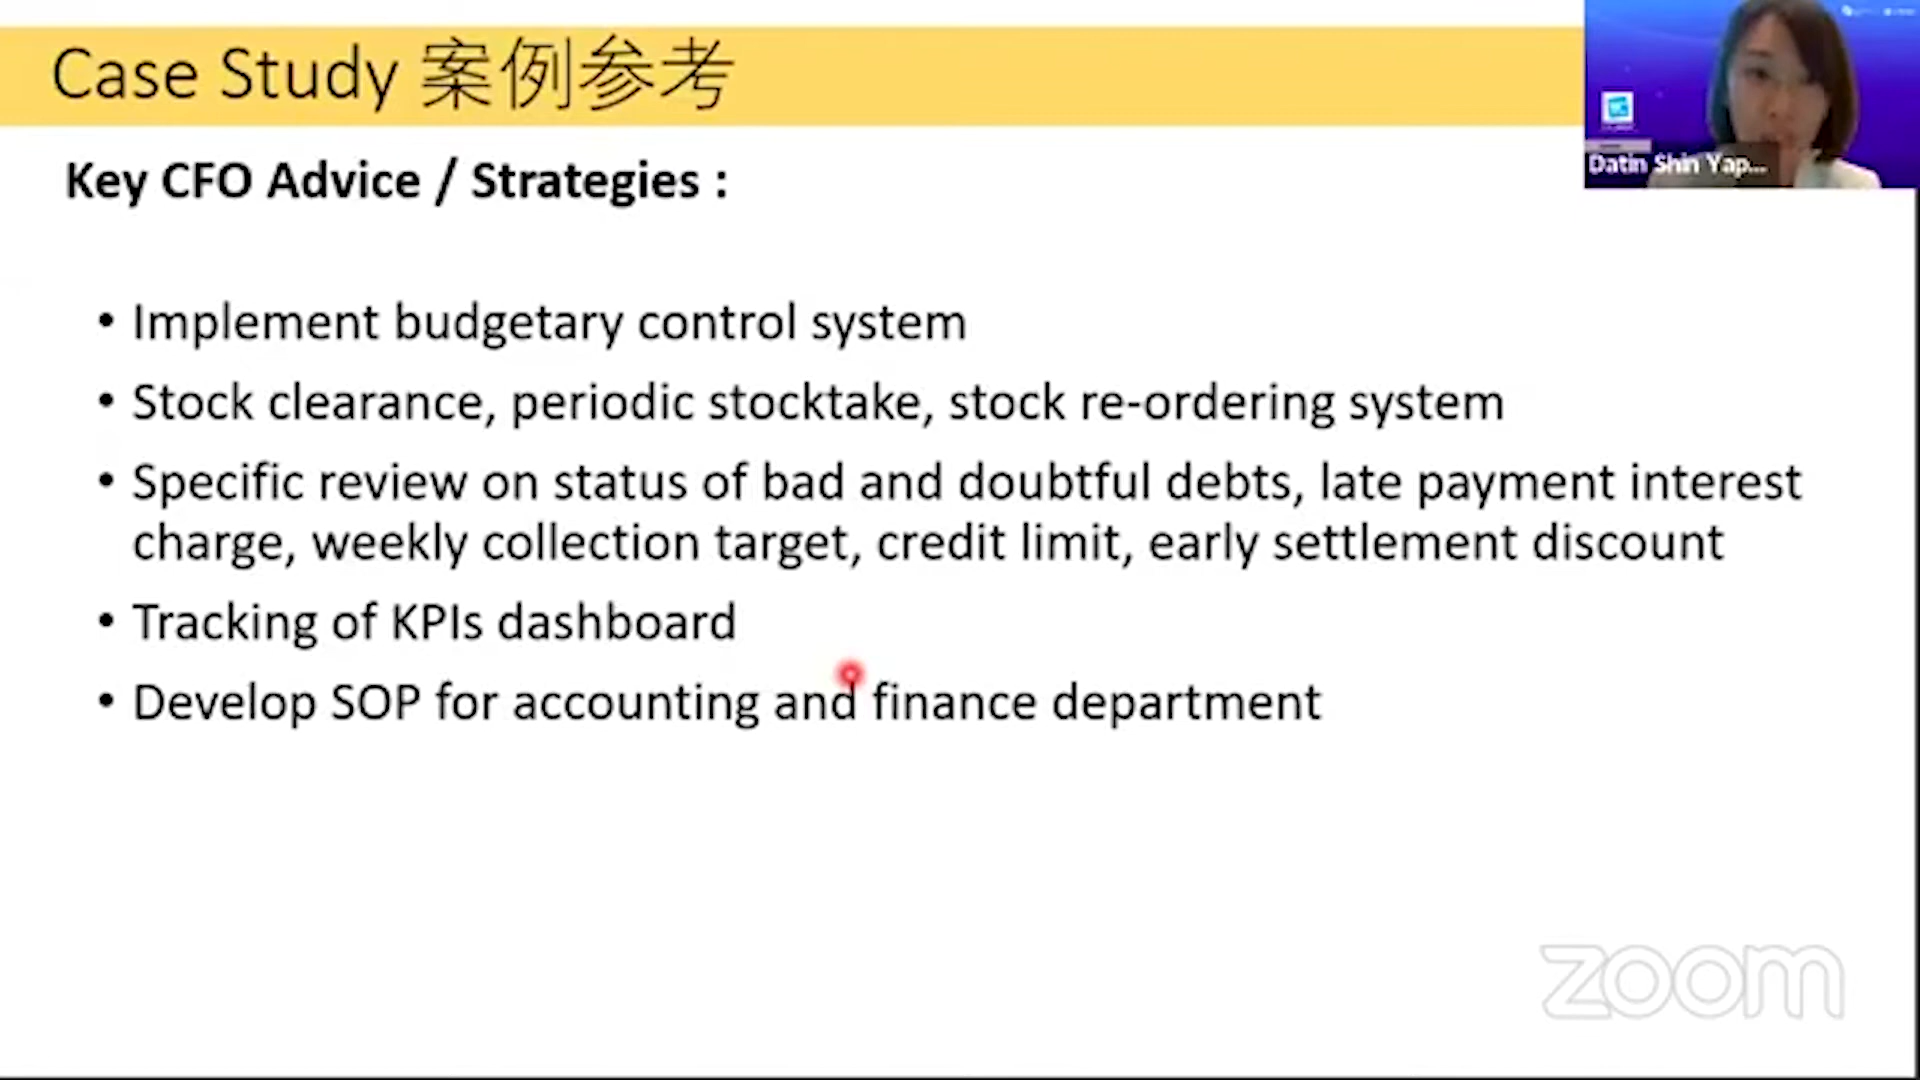 Case Study 案例参考
Datin Shin Yap...
Key CFO Advice / Strategies :
• Implement budgetary control system
• Stock clearance, periodic stocktake, stock re-ordering system
• Specific review on status of bad and doubtful debts, late payment interest
charge, weekly collection target, credit limit, early settlement discount
• Tracking of KPIs dashboard
• Develop SOP for accounting and finance department
zoom